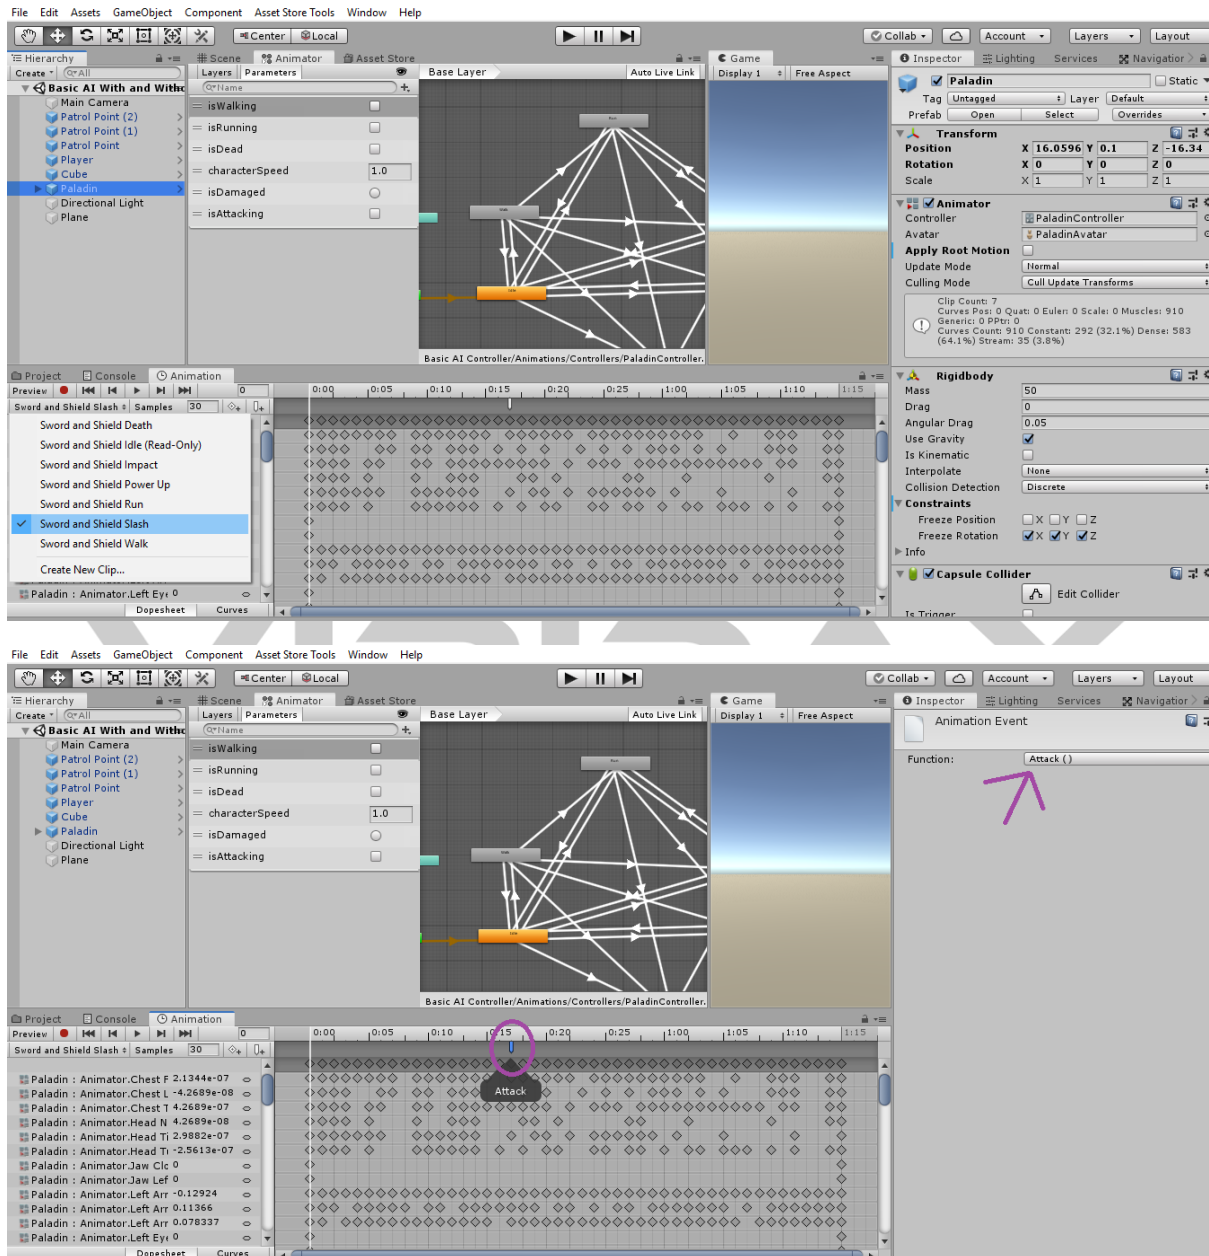 File Edit Assets GameObject Component Asset Store Tools Window Help
Center Local Collab Account Layers Layout
Hierarchy Scene Animator Asset Store Game Inspector Lighting Services Navigation
Create All Layers Parameters Base Layer Auto Live Link Display 1 Free Aspect Paladin Static
Basic AI With and Witho Name
Main Camera isWalking Tag Untagged Layer Default
Patrol Point (2) Prefab Open Select Overrides
Patrol Point (1) isRunning Transform
Patrol Point isDead Position X 16.0596 Y 0.1 Z -16.34
Player Rotation X 0 Y 0 Z 0
Cube characterSpeed 1.0 Scale X 1 Y 1 Z 1
Paladin isDamaged
Directional Light Animator
Plane isAttacking Controller PaladinController
Avatar PaladinAvatar
Apply Root Motion
Update Mode Normal
Culling Mode Cull Update Transforms
Clip Count: 7
Curves Pos: 0 Quat: 0 Euler: 0 Scale: 0 Muscles: 910
Generic: 0 PPtr: 0
Curves Count: 910 Constant: 292 (32.1%) Dense: 583
(64.1%) Stream: 35 (3.8%)
Basic AI Controller/Animations/Controllers/PaladinController.
Project Console Animation Rigidbody
Preview 0 0:00 0:05 0:10 0:15 0:20 0:25 1:00 1:05 1:10 1:15 Mass 50
Sword and Shield Slash Samples 30 Drag 0
Sword and Shield Death Angular Drag 0.05
Sword and Shield Idle (Read-Only) Use Gravity
Sword and Shield Impact Is Kinematic
Sword and Shield Power Up Interpolate None
Sword and Shield Run Collision Detection Discrete
Sword and Shield Slash Constraints
Freeze Position X Y Z
Sword and Shield Walk Freeze Rotation X Y Z
Create New Clip... Info
Capsule Collider
Paladin : Animator.Left Eye 0 Edit Collider
Dopesheet Curves Is Trigger
File Edit Assets GameObject Component Asset Store Tools Window Help
Center Local Collab Account Layers Layout
Hierarchy Scene Animator Asset Store Game Inspector Lighting Services Navigation
Create All Layers Parameters Base Layer Auto Live Link Display 1 Free Aspect Animation Event
Basic AI With and Witho Name
Main Camera isWalking
Patrol Point (2) Function: Attack ( )
Patrol Point (1) isRunning
Patrol Point isDead
Player
Cube characterSpeed 1.0
Paladin isDamaged
Directional Light
Plane isAttacking
Basic AI Controller/Animations/Controllers/PaladinController.
Project Console Animation
Preview 0 0:00 0:05 0:10 0:15 0:20 0:25 1:00 1:05 1:10 1:15
Sword and Shield Slash Samples 30
Paladin : Animator.Chest F 2.1344e-07
Paladin : Animator.Chest L -4.2689e-08 Attack
Paladin : Animator.Chest T 4.2689e-07
Paladin : Animator.Head N 4.2689e-08
Paladin : Animator.Head Ti 2.9882e-07
Paladin : Animator.Head Tu -2.5613e-07
Paladin : Animator.Jaw Clo 0
Paladin : Animator.Jaw Lef 0
Paladin : Animator.Left Arr -0.12924
Paladin : Animator.Left Arr 0.11366
Paladin : Animator.Left Arr 0.078337
Paladin : Animator.Left Eye 0
Dopesheet Curves